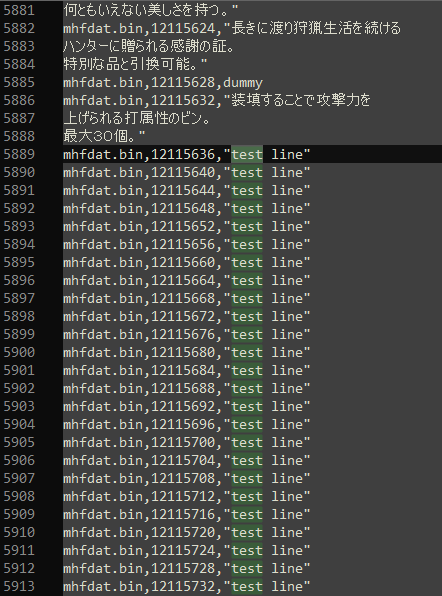 5881 何ともいえない美しさを持つ。"
5882 mhfdat.bin,12115624,"長きに渡り狩猟生活を続ける
5883 ハンターに贈られる感謝の証。
5884 特別な品と引換可能。"
5885 mhfdat.bin,12115628,dummy
5886 mhfdat.bin,12115632,"装填することで攻撃力を
5887 上げられる打属性のビン。
5888 最大３０個。"
5889 mhfdat.bin,12115636,"test line"
5890 mhfdat.bin,12115640,"test line"
5891 mhfdat.bin,12115644,"test line"
5892 mhfdat.bin,12115648,"test line"
5893 mhfdat.bin,12115652,"test line"
5894 mhfdat.bin,12115656,"test line"
5895 mhfdat.bin,12115660,"test line"
5896 mhfdat.bin,12115664,"test line"
5897 mhfdat.bin,12115668,"test line"
5898 mhfdat.bin,12115672,"test line"
5899 mhfdat.bin,12115676,"test line"
5900 mhfdat.bin,12115680,"test line"
5901 mhfdat.bin,12115684,"test line"
5902 mhfdat.bin,12115688,"test line"
5903 mhfdat.bin,12115692,"test line"
5904 mhfdat.bin,12115696,"test line"
5905 mhfdat.bin,12115700,"test line"
5906 mhfdat.bin,12115704,"test line"
5907 mhfdat.bin,12115708,"test line"
5908 mhfdat.bin,12115712,"test line"
5909 mhfdat.bin,12115716,"test line"
5910 mhfdat.bin,12115720,"test line"
5911 mhfdat.bin,12115724,"test line"
5912 mhfdat.bin,12115728,"test line"
5913 mhfdat.bin,12115732,"test line"